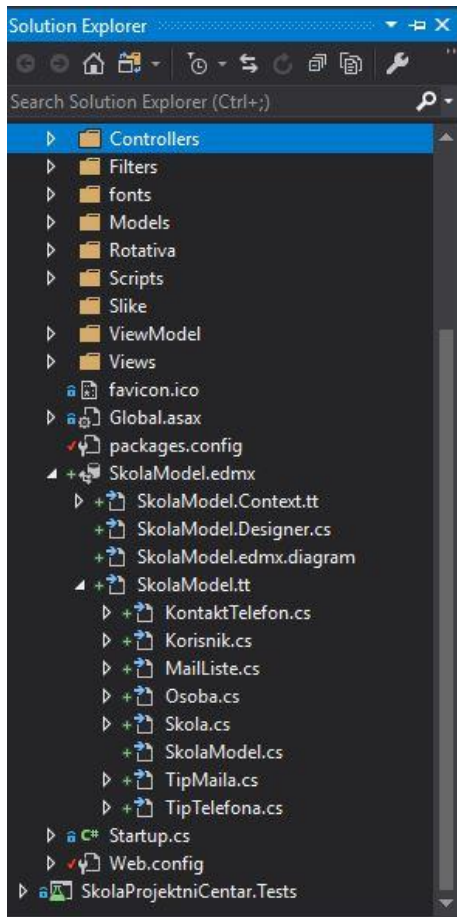 Solution Explorer
Search Solution Explorer (Ctrl+;)
Controllers
Filters
fonts
Models
Rotativa
Scripts
Slike
ViewModel
Views
favicon.ico
Global.asax
packages.config
SkolaModel.edmx
SkolaModel.Context.tt
SkolaModel.Designer.cs
SkolaModel.edmx.diagram
SkolaModel.tt
KontaktTelefon.cs
Korisnik.cs
MailListe.cs
Osoba.cs
Skola.cs
SkolaModel.cs
TipMaila.cs
TipTelefona.cs
C# Startup.cs
Web.config
SkolaProjektniCentar.Tests